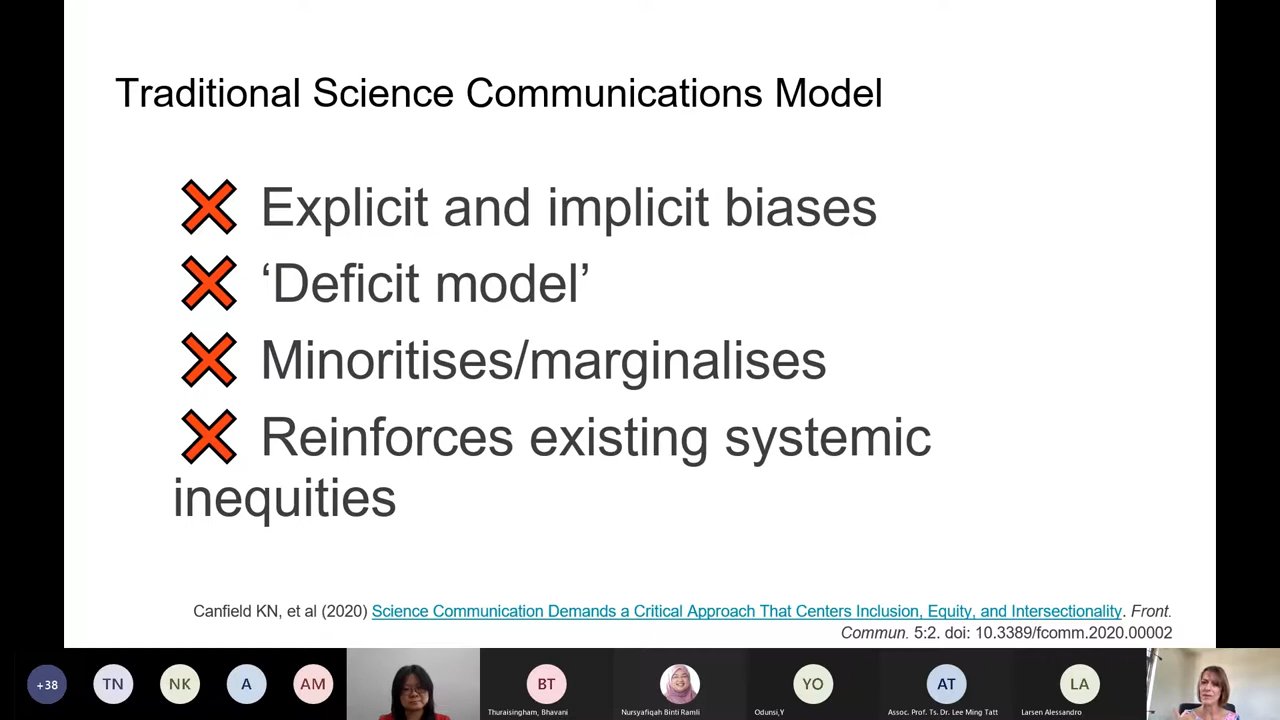 Traditional Science Communications Model
Explicit and implicit biases
‘Deficit model’
Minoritises/marginalises
Reinforces existing systemic
inequities
Canfield KN, et al (2020) Science Communication Demands a Critical Approach That Centers Inclusion, Equity, and Intersectionality. Front.
Commun. 5:2. doi: 10.3389/fcomm.2020.00002
+38
TN
NK
A
AM
BT
YO
AT
LA
Thuraisingham, Bhavani
Nursyafiqah Binti Ramli
Odunsi,Y
Assoc. Prof. Ts. Dr. Lee Ming Tatt
Larsen Alessandro